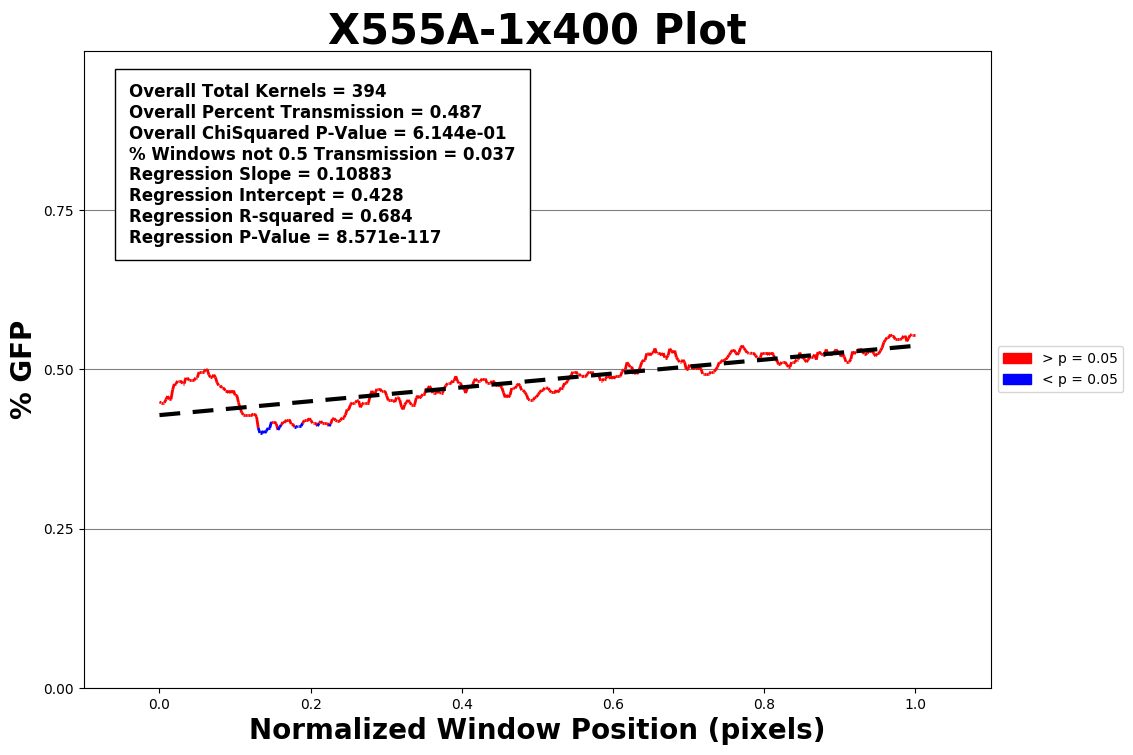 X555A-1x400 Plot
Overall Total Kernels = 394
Overall Percent Transmission = 0.487
Overall ChiSquared P-Value = 6.144e-01
% Windows not 0.5 Transmission = 0.037
Regression Slope = 0.10883
Regression Intercept = 0.428
Regression R-squared = 0.684
Regression P-Value = 8.571e-117
% GFP
0.75
0.50
0.25
0.00
> p = 0.05
< p = 0.05
0.0 0.2 0.4 0.6 0.8 1.0
Normalized Window Position (pixels)